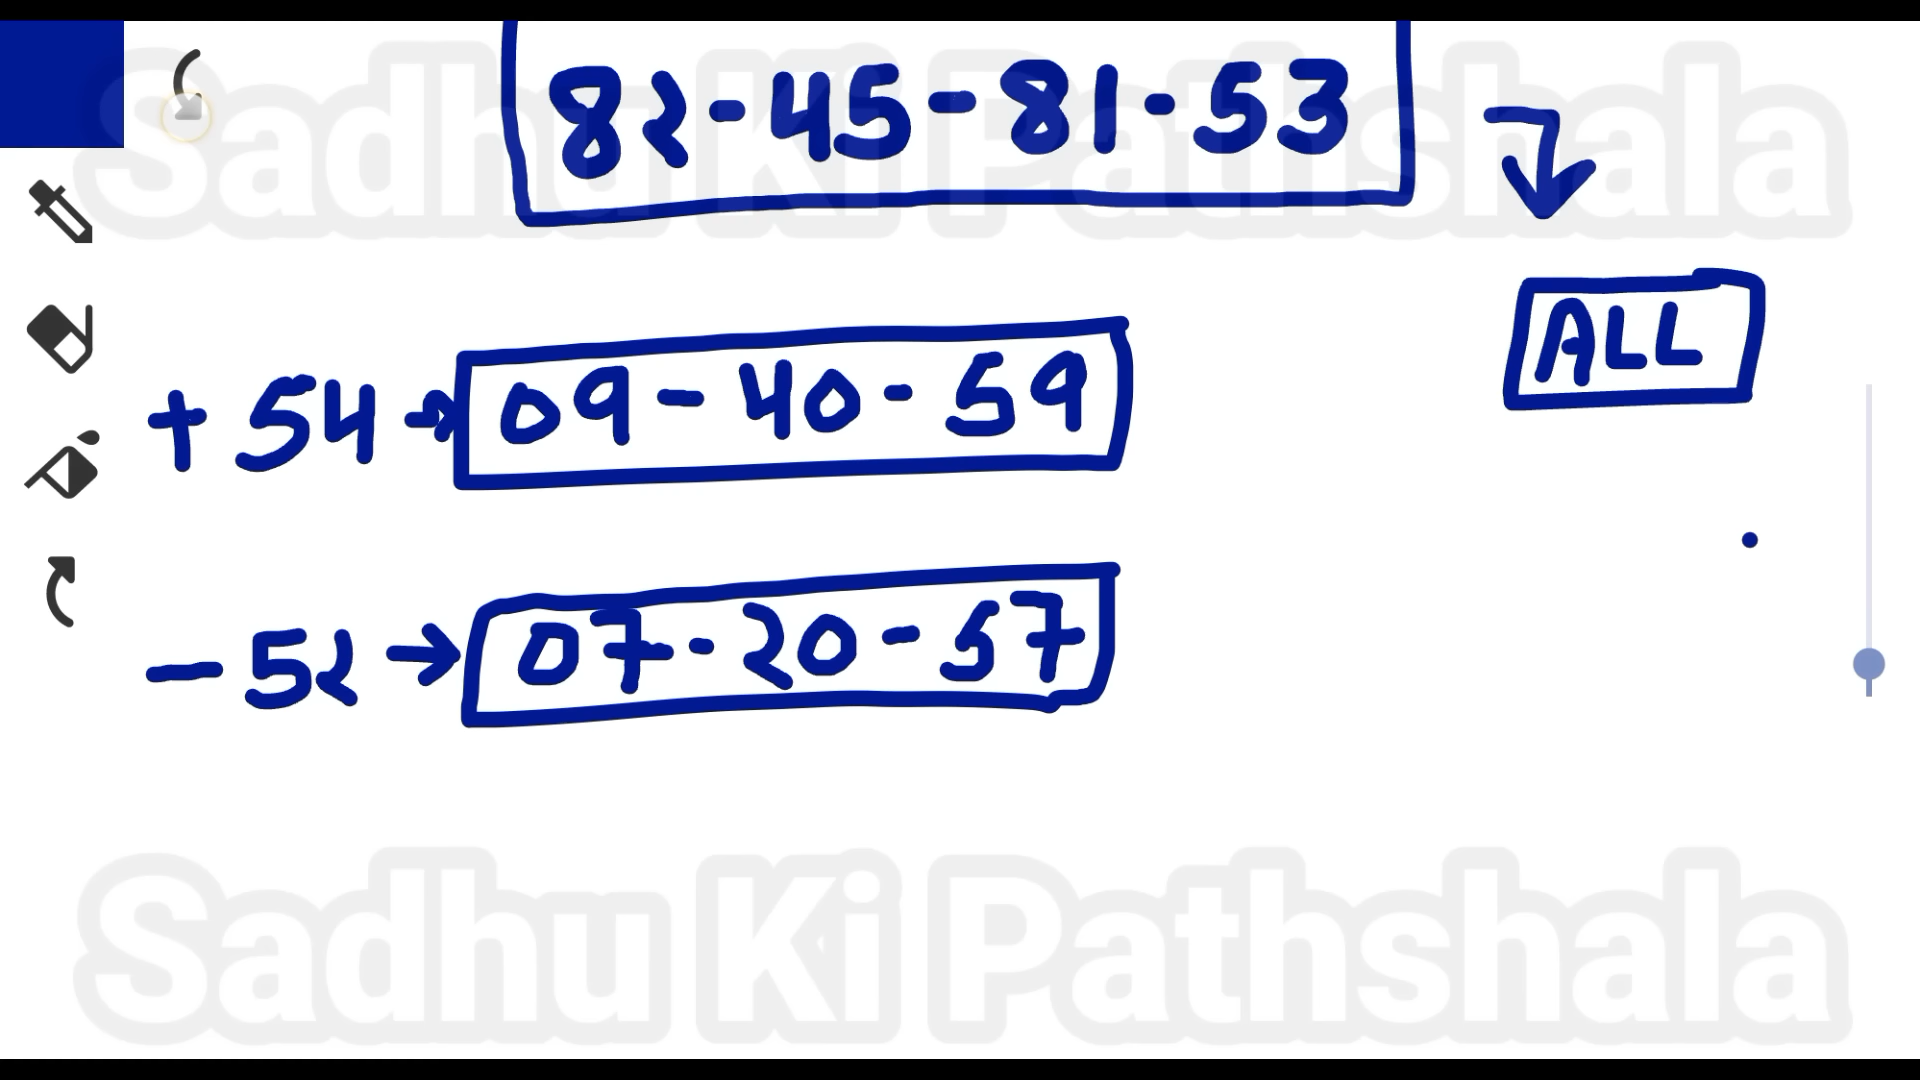 Sadhu Ki Pathshala
82-45-81-53
ALL
+54→09-40-59
-52→07-20-57
Sadhu Ki Pathshala